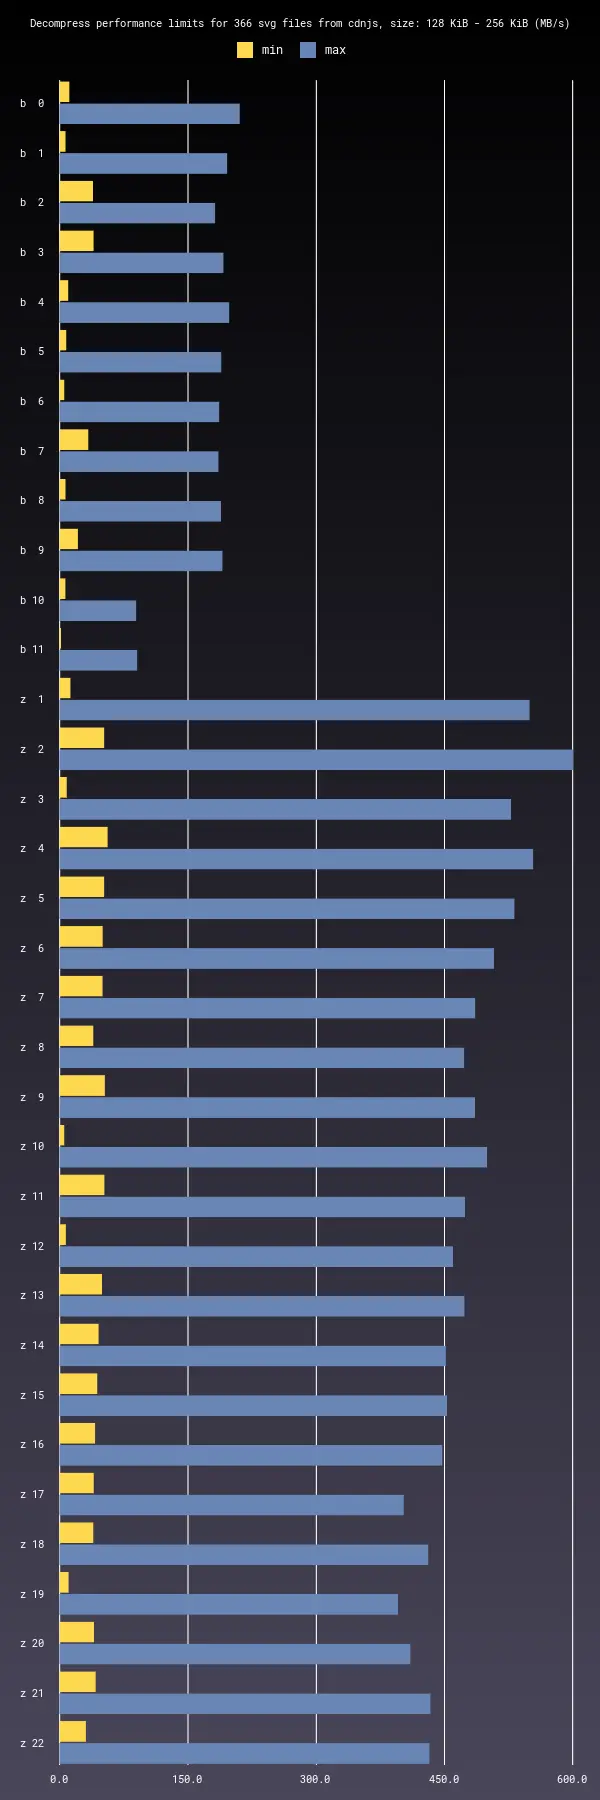 Decompress performance limits for 366 svg files from cdnjs, size: 128 KiB - 256 KiB (MB/s)
min max
b 0
b 1
b 2
b 3
b 4
b 5
b 6
b 7
b 8
b 9
b 10
b 11
z 1
z 2
z 3
z 4
z 5
z 6
z 7
z 8
z 9
z 10
z 11
z 12
z 13
z 14
z 15
z 16
z 17
z 18
z 19
z 20
z 21
z 22
0.0 150.0 300.0 450.0 600.0